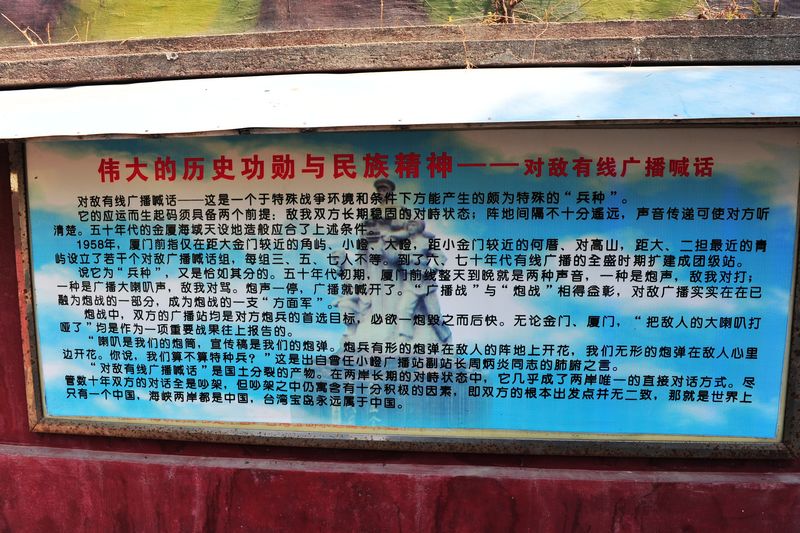 伟大的历史功勋与民族精神——对敌有线广播喊话
对敌有线广播喊话——这是一个于特殊战争环境和条件下方能产生的颇为特殊的“兵种”。
它的应运而生起码须具备两个前提：敌我双方长期稳固的对峙状态；阵地间隔不十分遥远，声音传递可使对方听
清楚。五十年代的金厦海域天设地造般应合了上述条件。
1958年，厦门前指仅在距大金门较近的角屿、小嶝、大嶝，距小金门较近的何厝、对高山，距大、二担最近的青
屿设立了若干个对敌广播喊话组，每组三、五、七人不等。到了六、七十年代有线广播的全盛时期扩建成团级站。
说它为“兵种”，又是恰如其分的。五十年代初期，厦门前线整天到晚就是两种声音，一种是炮声，敌我对打；
一种是广播大喇叭声，敌我对骂。炮声一停，广播就喊开了。“广播战”与“炮战”相得益彰，对敌广播实实在在已
融为炮战的一部分，成为炮战的一支“方面军”。
炮战中，双方的广播站均是对方炮兵的首选目标，必欲一炮毁之而后快。无论金门、厦门，“把敌人的大喇叭打
哑了”均是作为一项重要战果往上报告的。
“喇叭是我们的炮筒，宣传稿是我们的炮弹。炮兵有形的炮弹在敌人的阵地上开花，我们无形的炮弹在敌人心里
边开花。你说，我们算不算特种兵？”这是出自曾任小嶝广播站副站长周炳炎同志的肺腑之言。
“对敌有线广播喊话”是国土分裂的产物。在两岸长期的对峙状态中，它几乎成了两岸唯一的直接对话方式。尽
管数十年双方的对话全是吵架，但吵架之中仍寓含有十分积极的因素，即双方的根本出发点并无二致，那就是世界上
只有一个中国，海峡两岸都是中国，台湾宝岛永远属于中国。